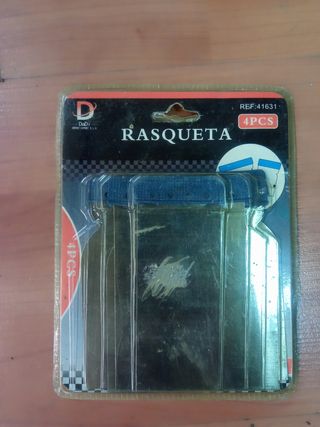 D
DaDi
REF:41631
4PCS
RASQUETA
4PCS